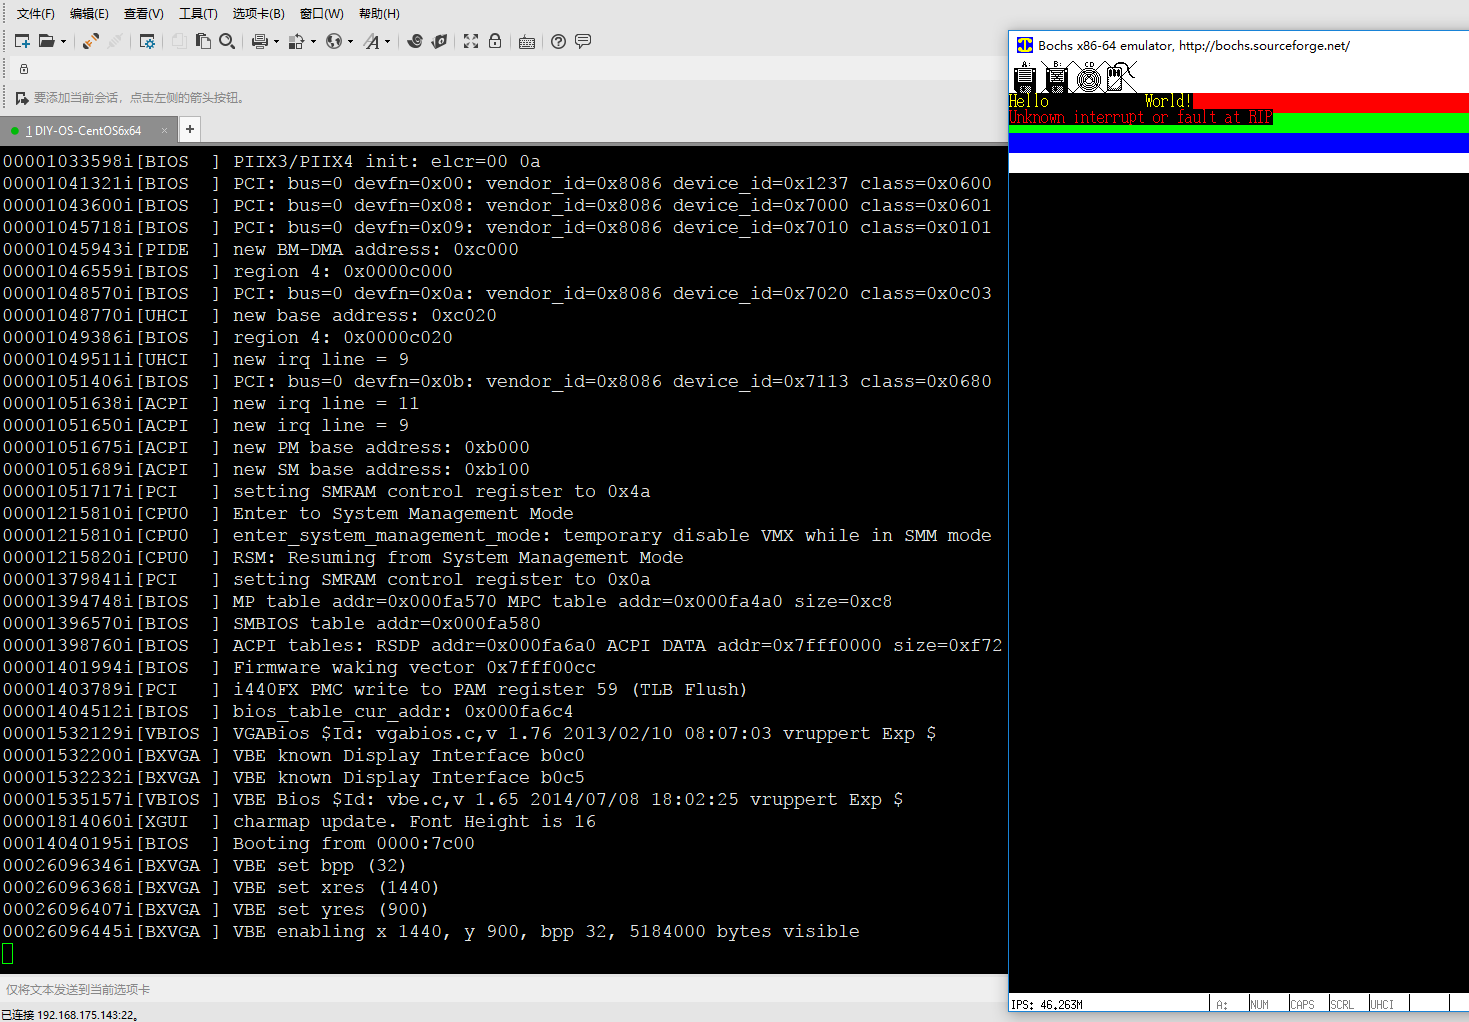 文件(F) 编辑(E) 查看(V) 工具(T) 选项卡(B) 窗口(W) 帮助(H)
要添加当前会话，点击左侧的箭头按钮。
1 DIY-OS-CentOS6x64 × +
00001033598i[BIOS  ] PIIX3/PIIX4 init: elcr=00 0a
00001041321i[BIOS  ] PCI: bus=0 devfn=0x00: vendor_id=0x8086 device_id=0x1237 class=0x0600
00001043600i[BIOS  ] PCI: bus=0 devfn=0x08: vendor_id=0x8086 device_id=0x7000 class=0x0601
00001045718i[BIOS  ] PCI: bus=0 devfn=0x09: vendor_id=0x8086 device_id=0x7010 class=0x0101
00001045943i[PIDE  ] new BM-DMA address: 0xc000
00001046559i[BIOS  ] region 4: 0x0000c000
00001048570i[BIOS  ] PCI: bus=0 devfn=0x0a: vendor_id=0x8086 device_id=0x7020 class=0x0c03
00001048770i[UHCI  ] new base address: 0xc020
00001049386i[BIOS  ] region 4: 0x0000c020
00001049511i[UHCI  ] new irq line = 9
00001051406i[BIOS  ] PCI: bus=0 devfn=0x0b: vendor_id=0x8086 device_id=0x7113 class=0x0680
00001051638i[ACPI  ] new irq line = 11
00001051650i[ACPI  ] new irq line = 9
00001051675i[ACPI  ] new PM base address: 0xb000
00001051689i[ACPI  ] new SM base address: 0xb100
00001051717i[PCI   ] setting SMRAM control register to 0x4a
00001215810i[CPU0  ] Enter to System Management Mode
00001215810i[CPU0  ] enter_system_management_mode: temporary disable VMX while in SMM mode
00001215820i[CPU0  ] RSM: Resuming from System Management Mode
00001379841i[PCI   ] setting SMRAM control register to 0x0a
00001394748i[BIOS  ] MP table addr=0x000fa570 MPC table addr=0x000fa4a0 size=0xc8
00001396570i[BIOS  ] SMBIOS table addr=0x000fa580
00001398760i[BIOS  ] ACPI tables: RSDP addr=0x000fa6a0 ACPI DATA addr=0x7fff0000 size=0xf72
00001401994i[BIOS  ] Firmware waking vector 0x7fff00cc
00001403789i[PCI   ] i440FX PMC write to PAM register 59 (TLB Flush)
00001404512i[BIOS  ] bios_table_cur_addr: 0x000fa6c4
00001532129i[VBIOS ] VGABios $Id: vgabios.c,v 1.76 2013/02/10 08:07:03 vruppert Exp $
00001532200i[BXVGA ] VBE known Display Interface b0c0
00001532232i[BXVGA ] VBE known Display Interface b0c5
00001535157i[VBIOS ] VBE Bios $Id: vbe.c,v 1.65 2014/07/08 18:02:25 vruppert Exp $
00001814060i[XGUI  ] charmap update. Font Height is 16
00014040195i[BIOS  ] Booting from 0000:7c00
00026096346i[BXVGA ] VBE set bpp (32)
00026096368i[BXVGA ] VBE set xres (1440)
00026096407i[BXVGA ] VBE set yres (900)
00026096445i[BXVGA ] VBE enabling x 1440, y 900, bpp 32, 5184000 bytes visible
仅将文本发送到当前选项卡
已连接 192.168.175.143:22。
Bochs x86-64 emulator, http://bochs.sourceforge.net/
A: B: CD
Hello World!
Unknown interrupt or fault at RIP
IPS: 46.263M A: NUM CAPS SCRL UHCI